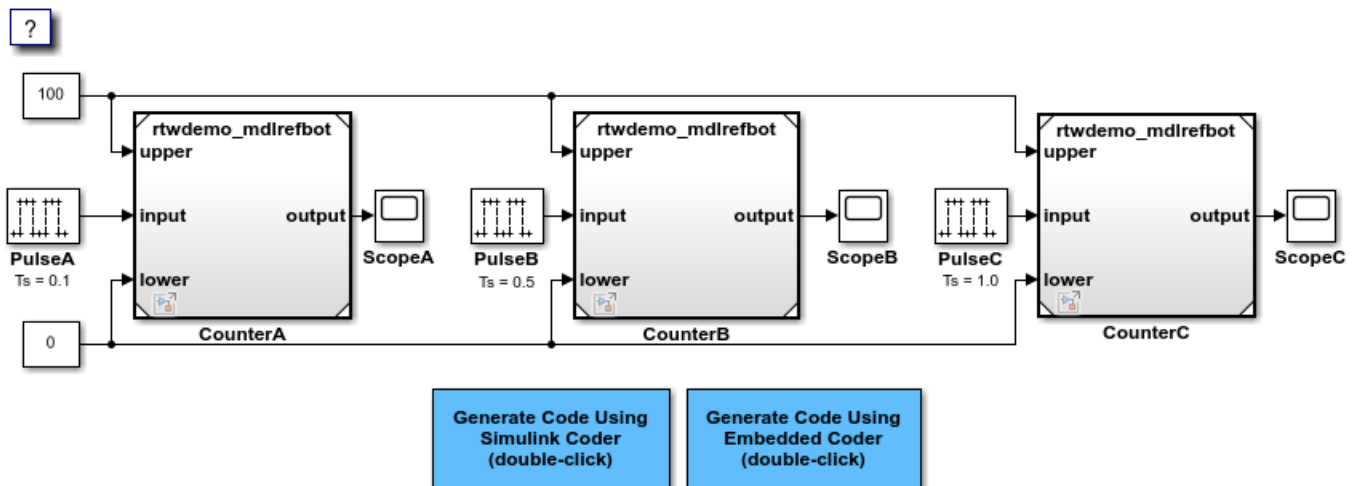 ?
100
rtwdemo_mdlrefbot
upper
input
output
lower
CounterA
PulseA
Ts = 0.1
ScopeA
rtwdemo_mdlrefbot
upper
input
output
lower
CounterB
PulseB
Ts = 0.5
ScopeB
rtwdemo_mdlrefbot
upper
input
output
lower
CounterC
PulseC
Ts = 1.0
ScopeC
0
Generate Code Using
Simulink Coder
(double-click)
Generate Code Using
Embedded Coder
(double-click)